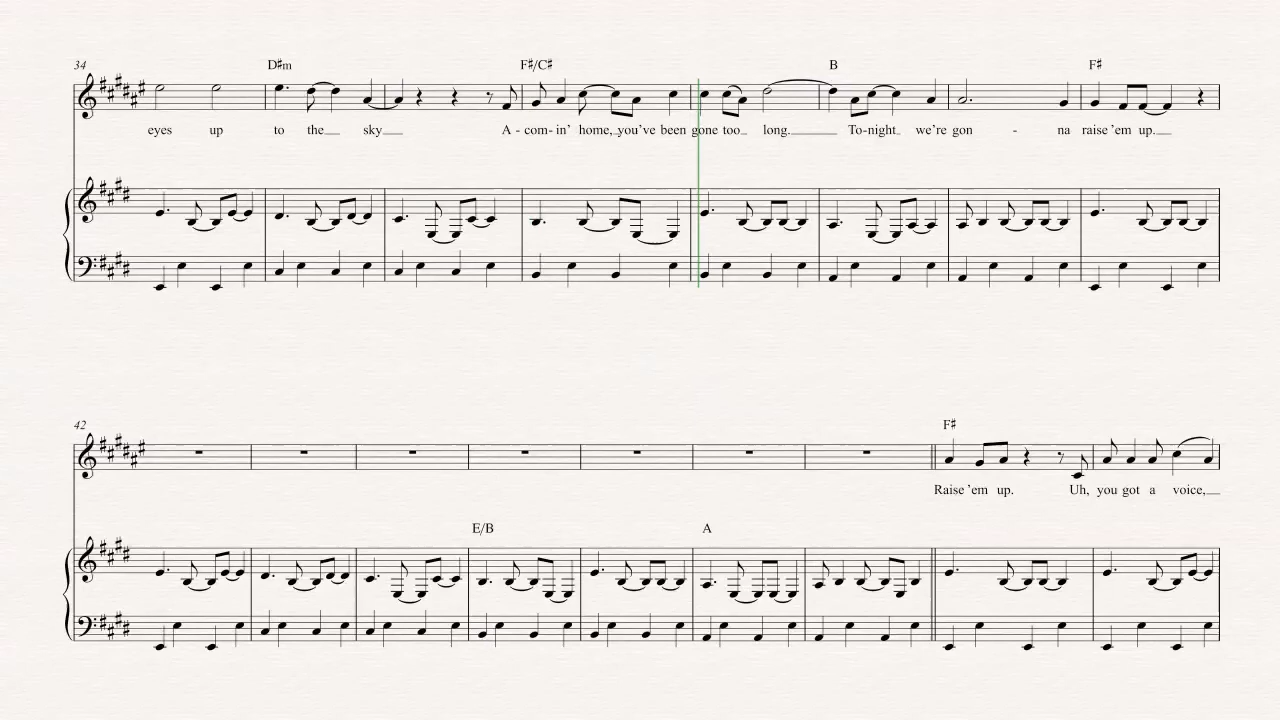 34 D♯m F♯/C♯ B F♯
eyes up to the sky A - com - in' home, you've been gone too long. To-night we're gon - na raise 'em up.
42 F♯
Raise 'em up. Uh, you got a voice,
E/B A